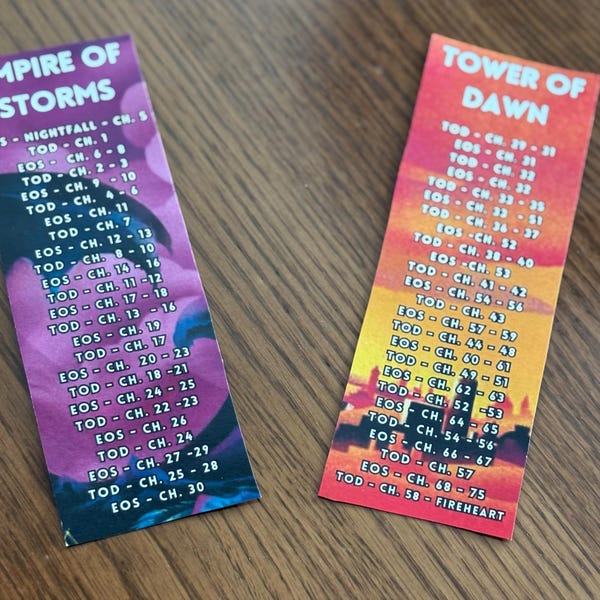 MPIRE OF
STORMS
S - NIGHTFALL - CH. 5
TOD - CH. 1
EOS - CH. 6 - 8
TOD - CH. 2 - 3
EOS - CH. 9 - 10
TOD - CH. 4 - 6
EOS - CH. 11
TOD - CH. 7
EOS - CH. 12 - 13
TOD - CH. 8 - 10
EOS - CH. 14 - 16
TOD - CH. 11 -12
EOS - CH. 17 - 18
TOD - CH. 13 - 16
EOS - CH. 19
TOD - CH. 17
EOS - CH. 20 - 23
TOD - CH. 18 -21
EOS - CH. 24 - 25
TOD - CH. 22 -23
EOS - CH. 26
TOD - CH. 24
EOS - CH. 27 -29
TOD - CH. 25 - 28
EOS - CH. 30
TOWER OF
DAWN
TOD - CH. 29 - 31
EOS - CH. 31
TOD - CH. 32
EOS - CH. 32
TOD - CH. 33 - 35
EOS - CH. 33 - 51
TOD - CH. 36 - 37
EOS -CH. 52
TOD - CH. 38 - 40
EOS -CH. 53
TOD - CH. 41 - 42
EOS - CH. 54 - 56
TOD - CH. 43
EOS - CH. 57 - 59
TOD - CH. 44 - 48
EOS - CH. 60 - 61
TOD - CH. 49 - 51
EOS - CH. 62 - 63
TOD - CH. 52 -53
EOS - CH. 64 - 65
TOD - CH. 54 - 56
EOS - CH. 66 - 67
TOD - CH. 57
EOS - CH. 68 - 75
TOD - CH. 58 - FIREHEART